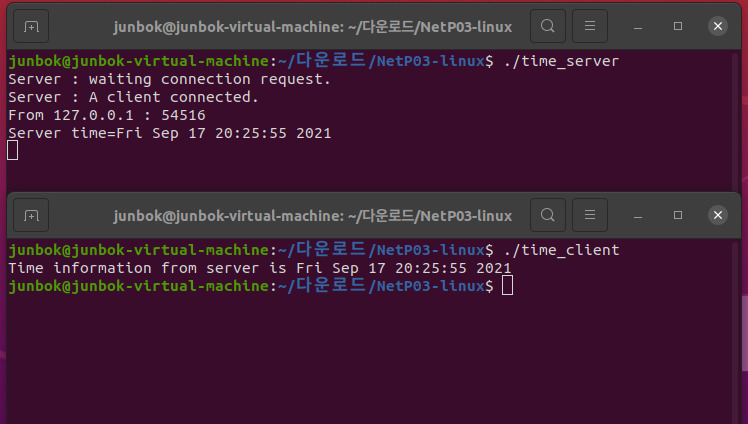 junbok@junbok-virtual-machine: ~/다운로드/NetP03-linux
junbok@junbok-virtual-machine:~/다운로드/NetP03-linux$ ./time_server
Server : waiting connection request.
Server : A client connected.
From 127.0.0.1 : 54516
Server time=Fri Sep 17 20:25:55 2021
junbok@junbok-virtual-machine: ~/다운로드/NetP03-linux
junbok@junbok-virtual-machine:~/다운로드/NetP03-linux$ ./time_client
Time information from server is Fri Sep 17 20:25:55 2021
junbok@junbok-virtual-machine:~/다운로드/NetP03-linux$